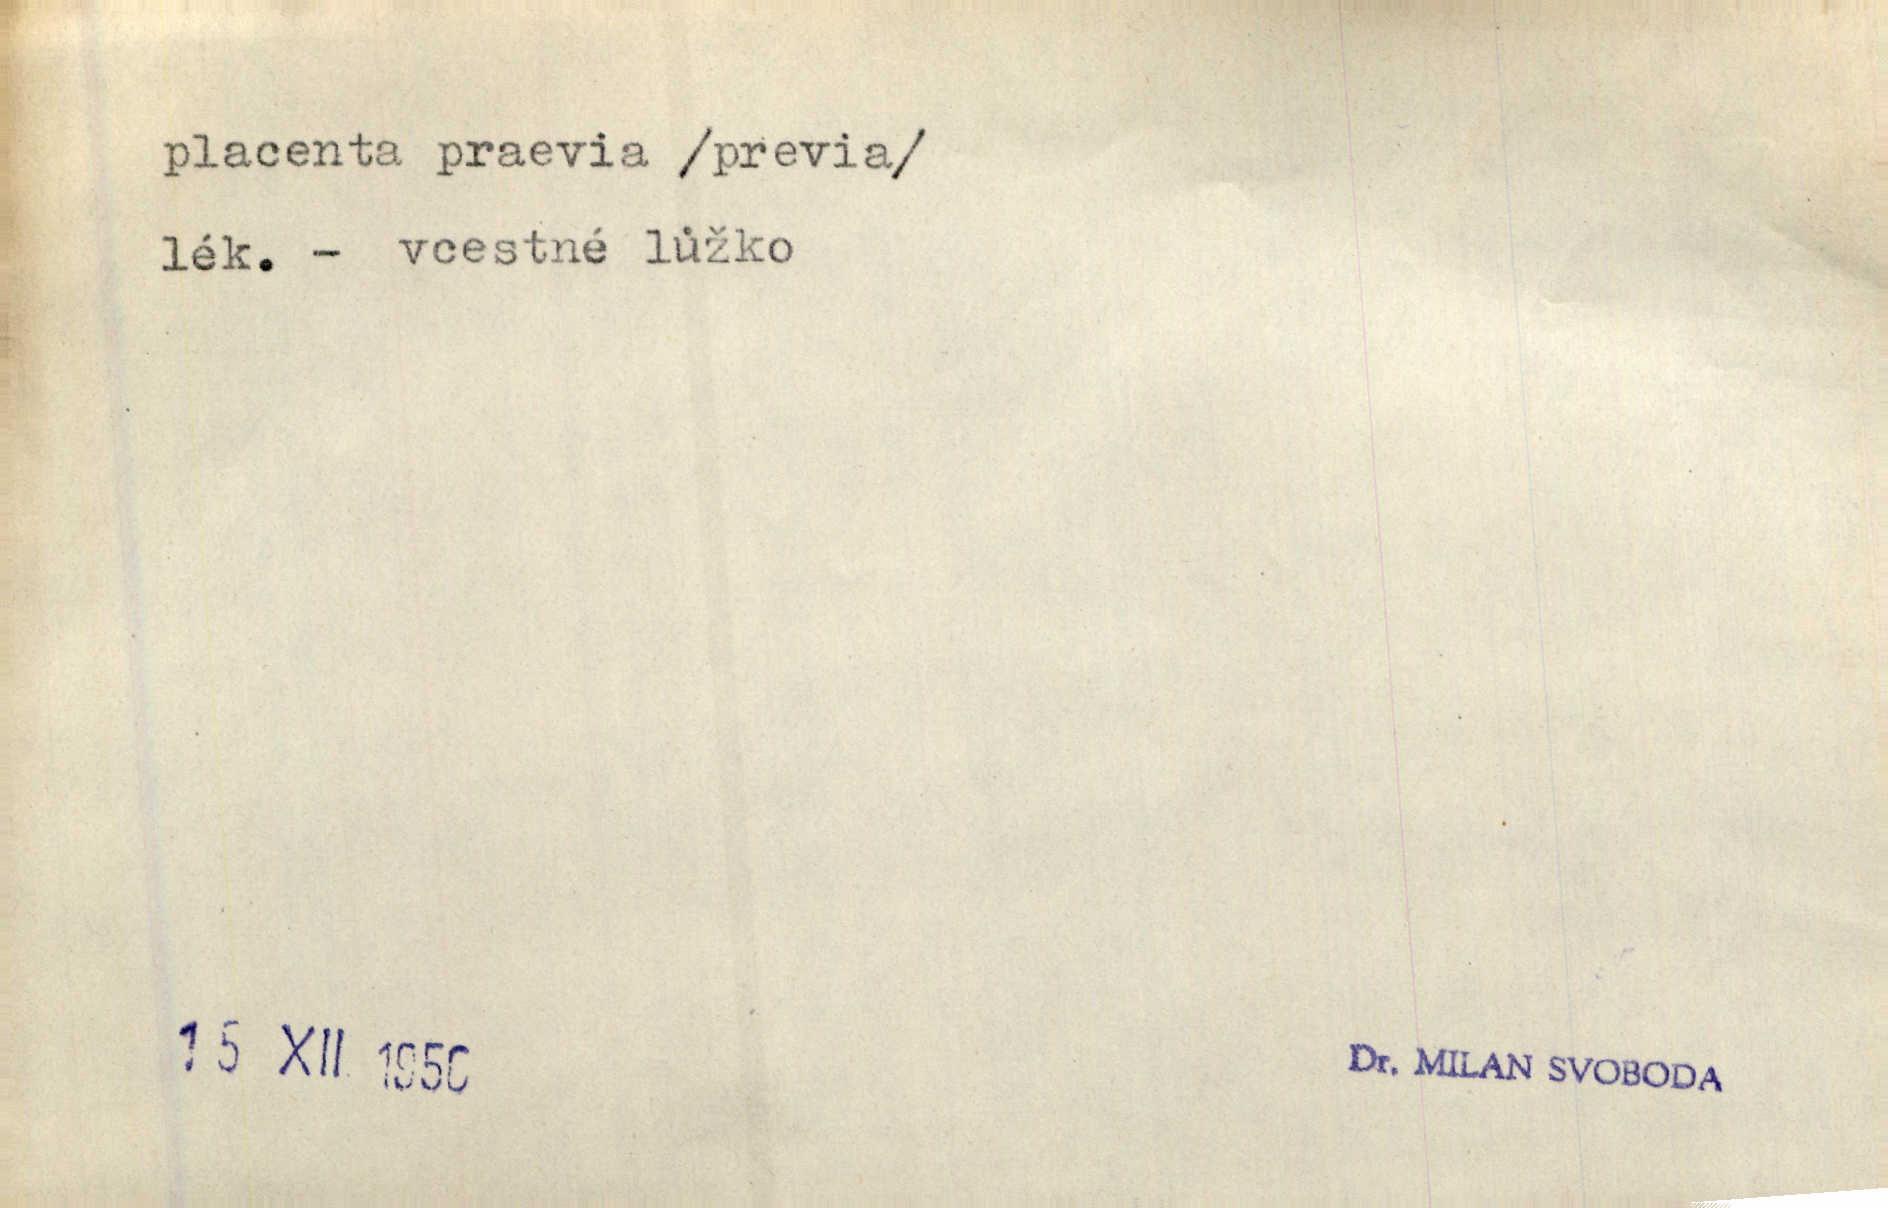 placenta praevia /previa/
lék. - vcestné lůžko
15 XII 1950
Dr. MILAN SVOBODA